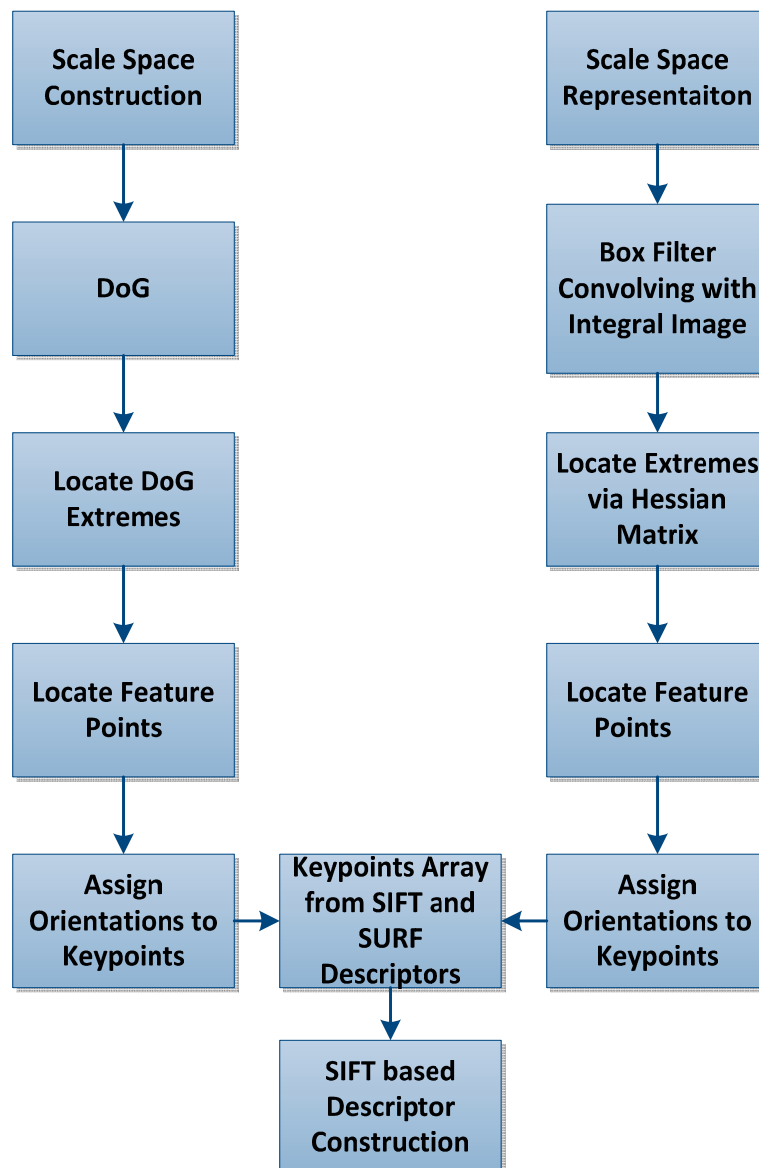 Scale Space
Construction
Scale Space
Representaiton
DoG
Box Filter
Convolving with
Integral Image
Locate DoG
Extremes
Locate Extremes
via Hessian
Matrix
Locate Feature
Points
Locate Feature
Points
Assign
Orientations to
Keypoints
Keypoints Array
from SIFT and
SURF
Descriptors
Assign
Orientations to
Keypoints
SIFT based
Descriptor
Construction